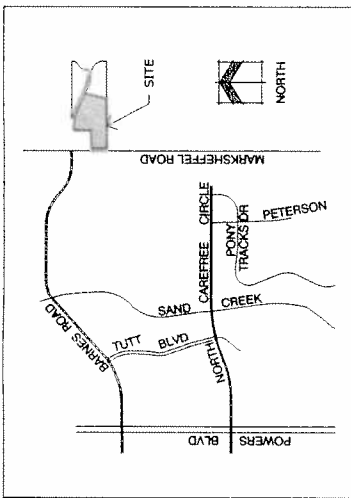 SITE
NORTH
MARKSHEFFEL ROAD
BARNES ROAD
TUTT BLVD
SAND CREEK
NORTH CAREFREE CIRCLE
PONY
TRACKS DR
PETERSON
POWERS
BLVD